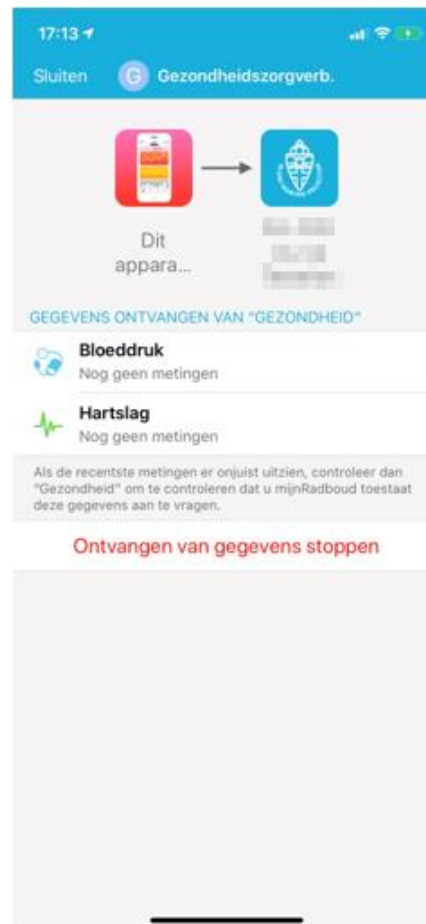 17:13
Sluiten G Gezondheidszorgverb.
Dit
appara...
GEGEVENS ONTVANGEN VAN "GEZONDHEID"
Bloeddruk
Nog geen metingen
Hartslag
Nog geen metingen
Als de recentste metingen er onjuist uitzien, controleer dan
"Gezondheid" om te controleren dat u mijnRadboud toestaat
deze gegevens aan te vragen.
Ontvangen van gegevens stoppen